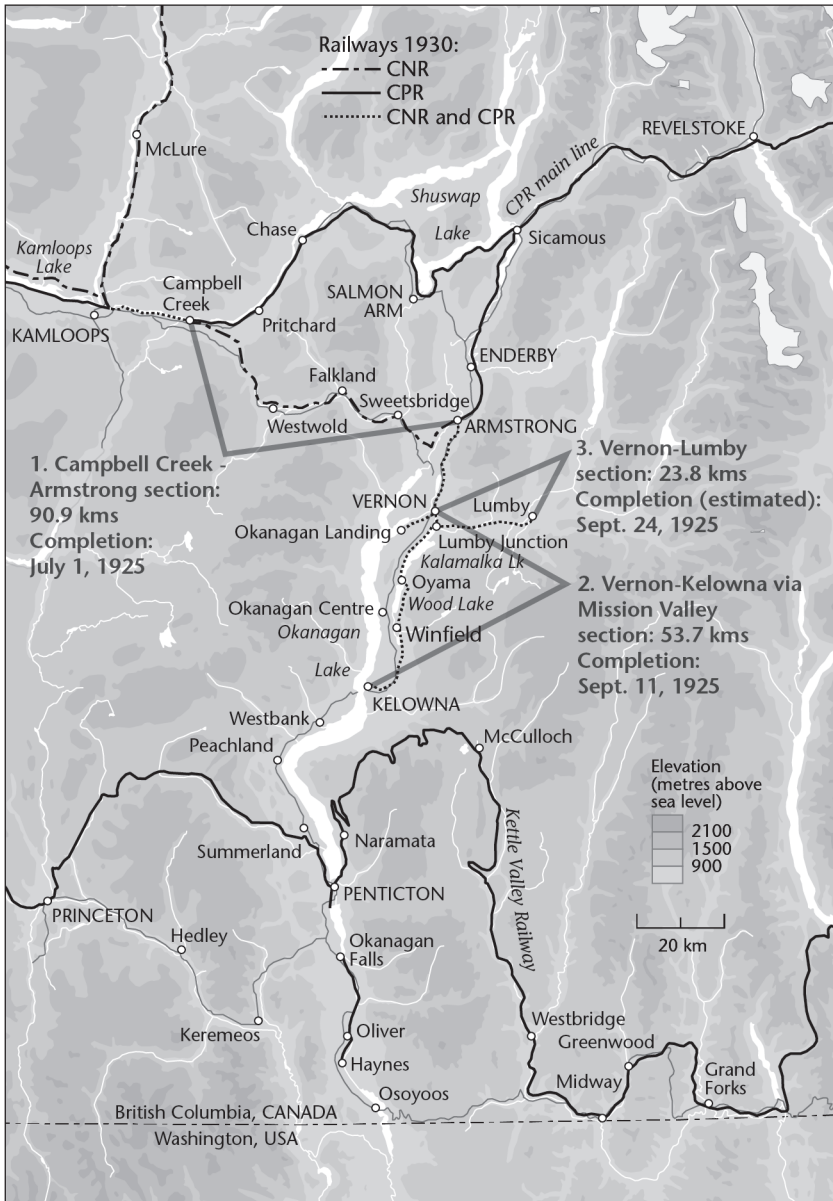 Railways 1930:
CNR
CPR
CNR and CPR
REVELSTOKE
McLure
CPR main line
Shuswap
Lake
Chase
Sicamous
Kamloops
Lake
Campbell
Creek
SALMON
ARM
Pritchard
KAMLOOPS
ENDERBY
Falkland
Sweetsbridge
Westwold
ARMSTRONG
1. Campbell Creek -
Armstrong section:
90.9 kms
Completion:
July 1, 1925
3. Vernon-Lumby
section: 23.8 kms
Completion (estimated):
Sept. 24, 1925
VERNON
Lumby
Okanagan Landing
Lumby Junction
Kalamalka Lk
Oyama
Wood Lake
2. Vernon-Kelowna via
Mission Valley
section: 53.7 kms
Completion:
Sept. 11, 1925
Okanagan Centre
Okanagan
Lake
Winfield
KELOWNA
Westbank
Peachland
McCulloch
Elevation
(metres above
sea level)
2100
1500
900
Kettle Valley Railway
Summerland
Naramata
PENTICTON
PRINCETON
20 km
Hedley
Okanagan
Falls
Keremeos
Oliver
Haynes
Osoyoos
Westbridge
Greenwood
Midway
Grand
Forks
British Columbia, CANADA
Washington, USA